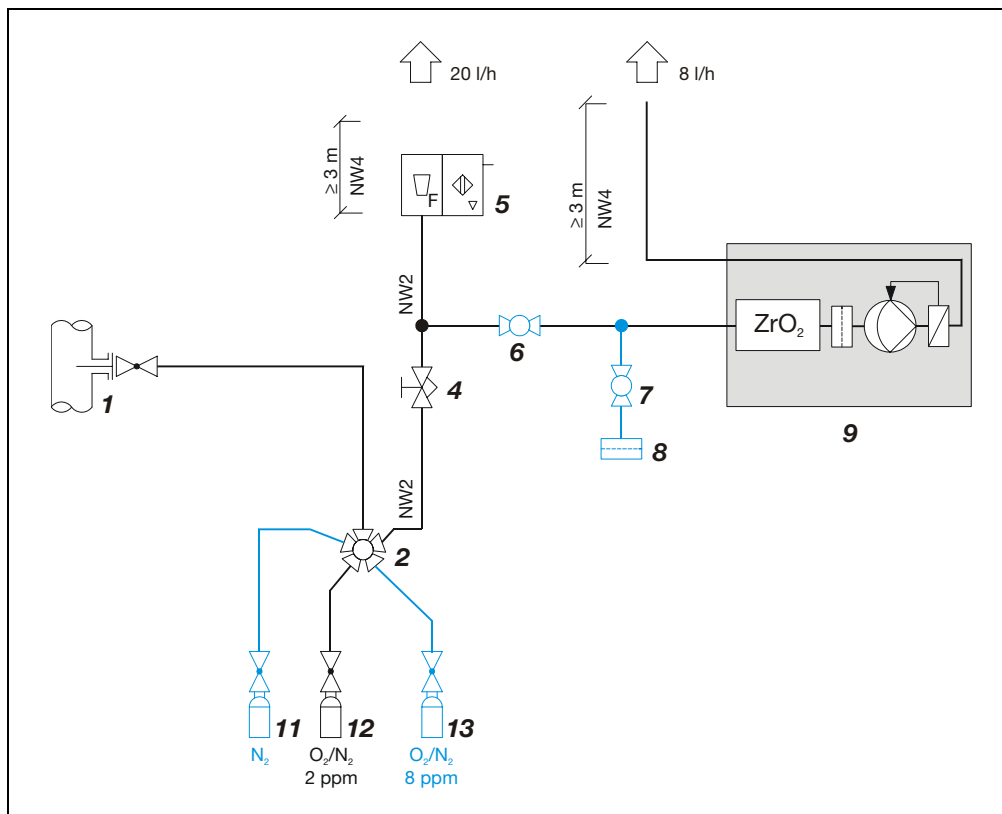 20 l/h
8 l/h
≥ 3 m
NW4
F
5
≥ 3 m
NW4
NW2
6
ZrO₂
1
4
7
8
9
NW2
2
11
12
13
N₂
O₂/N₂
2 ppm
O₂/N₂
8 ppm